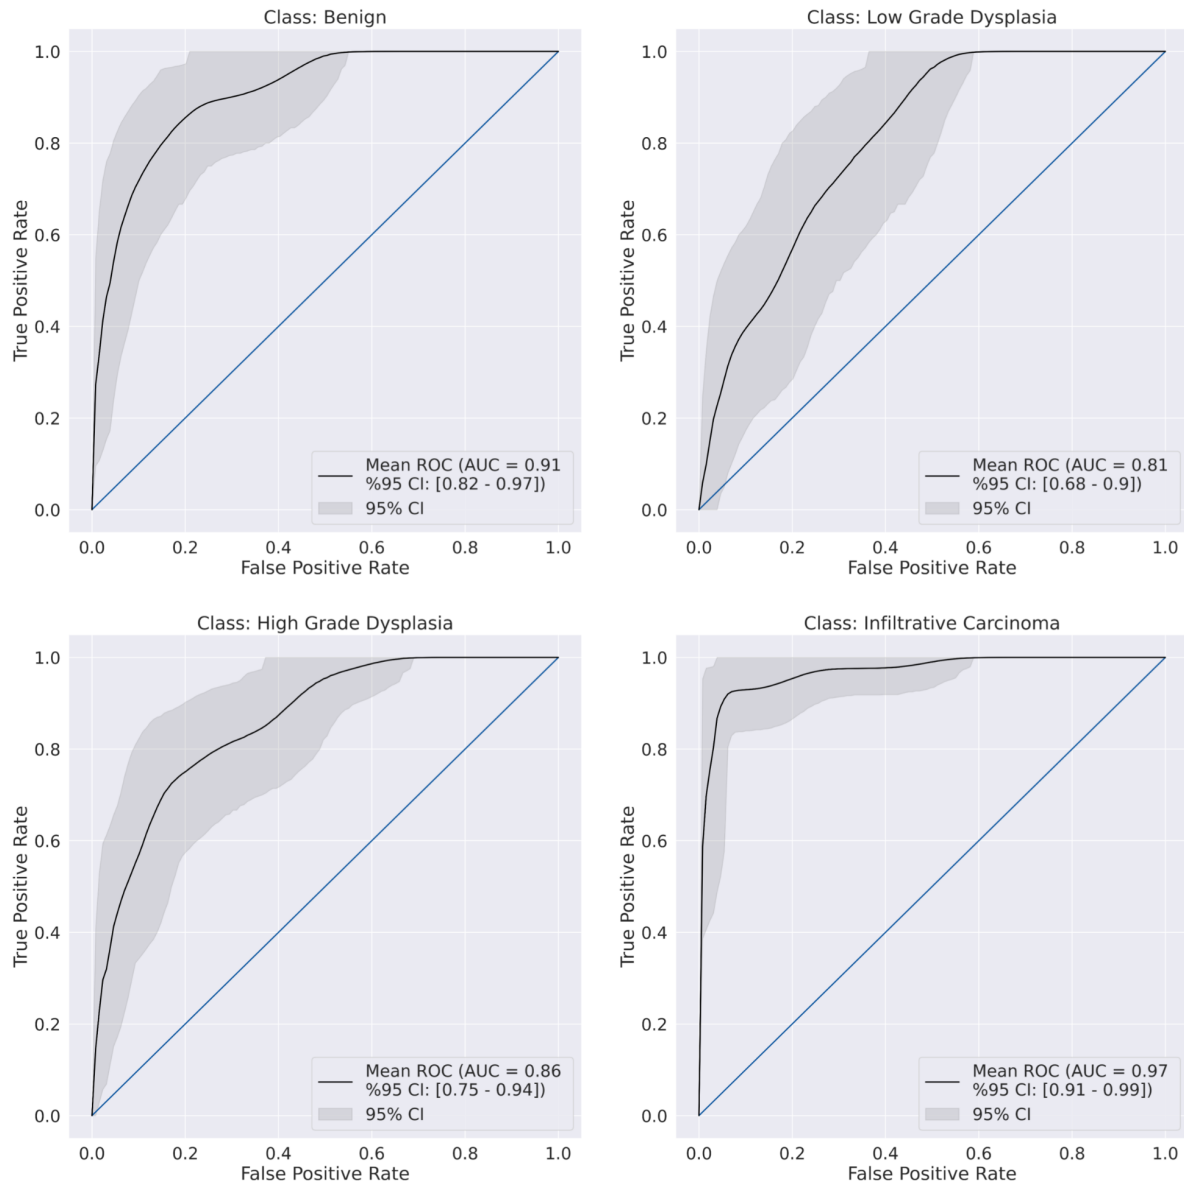 Class: Benign
True Positive Rate
1.0
0.8
0.6
0.4
0.2
0.0
Mean ROC (AUC = 0.91
%95 CI: [0.82 - 0.97])
95% CI
0.0 0.2 0.4 0.6 0.8 1.0
False Positive Rate
Class: Low Grade Dysplasia
True Positive Rate
1.0
0.8
0.6
0.4
0.2
0.0
Mean ROC (AUC = 0.81
%95 CI: [0.68 - 0.9])
95% CI
0.0 0.2 0.4 0.6 0.8 1.0
False Positive Rate
Class: High Grade Dysplasia
True Positive Rate
1.0
0.8
0.6
0.4
0.2
0.0
Mean ROC (AUC = 0.86
%95 CI: [0.75 - 0.94])
95% CI
0.0 0.2 0.4 0.6 0.8 1.0
False Positive Rate
Class: Infiltrative Carcinoma
True Positive Rate
1.0
0.8
0.6
0.4
0.2
0.0
Mean ROC (AUC = 0.97
%95 CI: [0.91 - 0.99])
95% CI
0.0 0.2 0.4 0.6 0.8 1.0
False Positive Rate